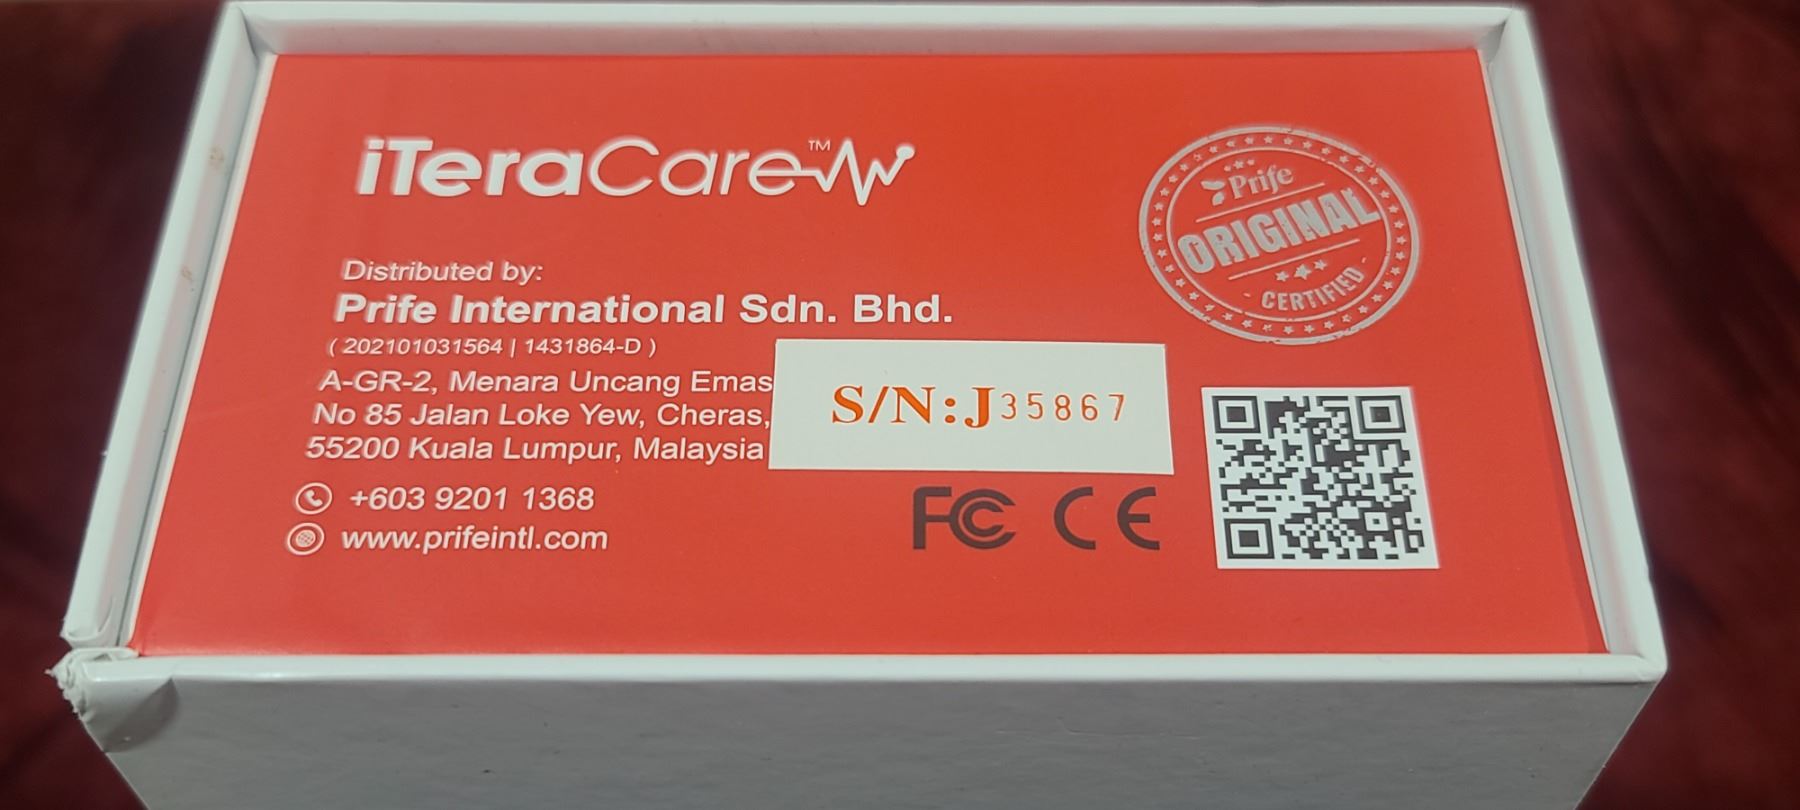 iTeraCare™
Prife
ORIGINAL
CERTIFIED
Distributed by:
Prife International Sdn. Bhd.
( 202101031564 | 1431864-D )
A-GR-2, Menara Uncang Emas
No 85 Jalan Loke Yew, Cheras,
55200 Kuala Lumpur, Malaysia
S/N:J35867
+603 9201 1368
www.prifeintl.com
FC CE